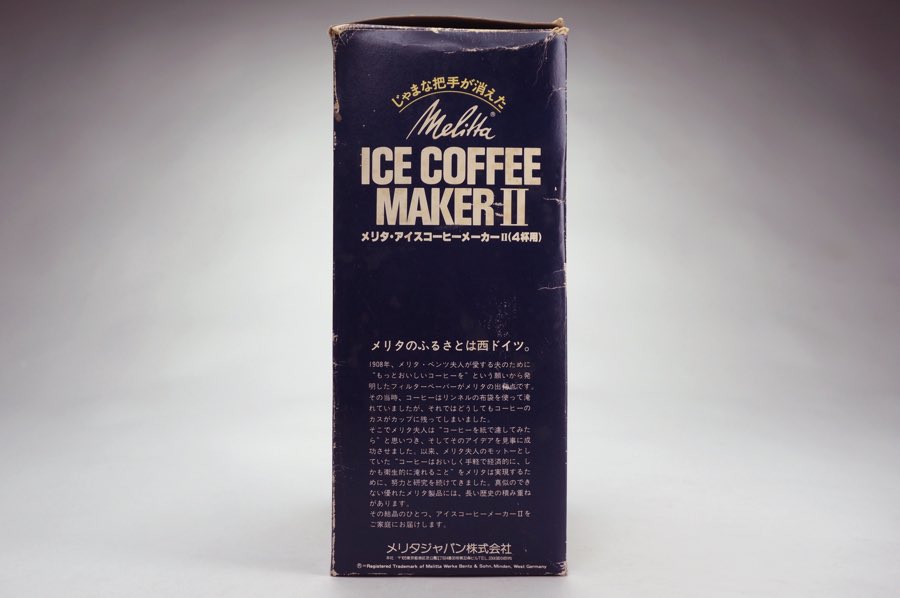 じゃまな把手が消えた
Melitta®
ICE COFFEE
MAKER II
メリタ・アイスコーヒーメーカーII(4杯用)
メリタのふるさとは西ドイツ。
1908年、メリタ・ベンツ夫人が愛する夫のために
“もっとおいしいコーヒーを”という願いから発
明したフィルターペーパーがメリタの出発点です。
その当時、コーヒーはリンネルの布袋を使って淹
れていましたが、それではどうしてもコーヒーの
カスがカップに残ってしまいました。
そこでメリタ夫人は“コーヒーを紙で濾してみた
ら”と思いつき、そしてそのアイデアを見事に成
功させました。以来、メリタ夫人のモットーとし
ていた“コーヒーはおいしく手軽で経済的に、し
かも衛生的に淹れること”をメリタは実現するため
に、努力と研究を続けてきました。真似のでき
ない優れたメリタ製品には、長い歴史の積み重ね
があります。
その結晶のひとつ、アイスコーヒーメーカーIIを
ご家庭にお届けします。
メリタジャパン株式会社
®=Registered Trademark of Melitta Werke Bentz & Sohn, Minden, West Germany